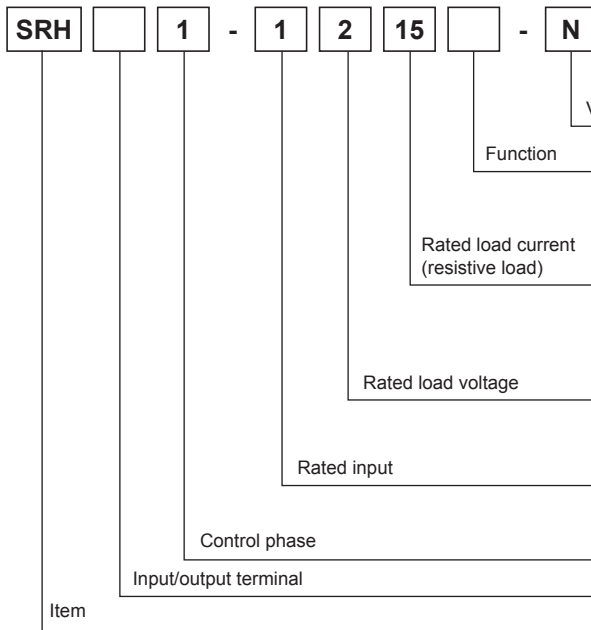 SRH 1 - 1 2 15 - N
V
Function
Rated load current
(resistive load)
Rated load voltage
Rated input
Control phase
Input/output terminal
Item